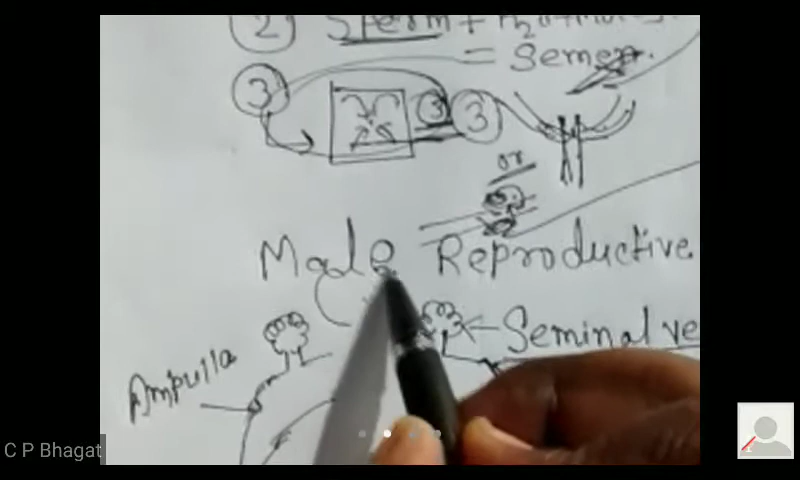 ② Sperm +
= Semen.
③ ③ ③
or
Male Reproductive
Seminal ve
Ampulla
C P Bhagat